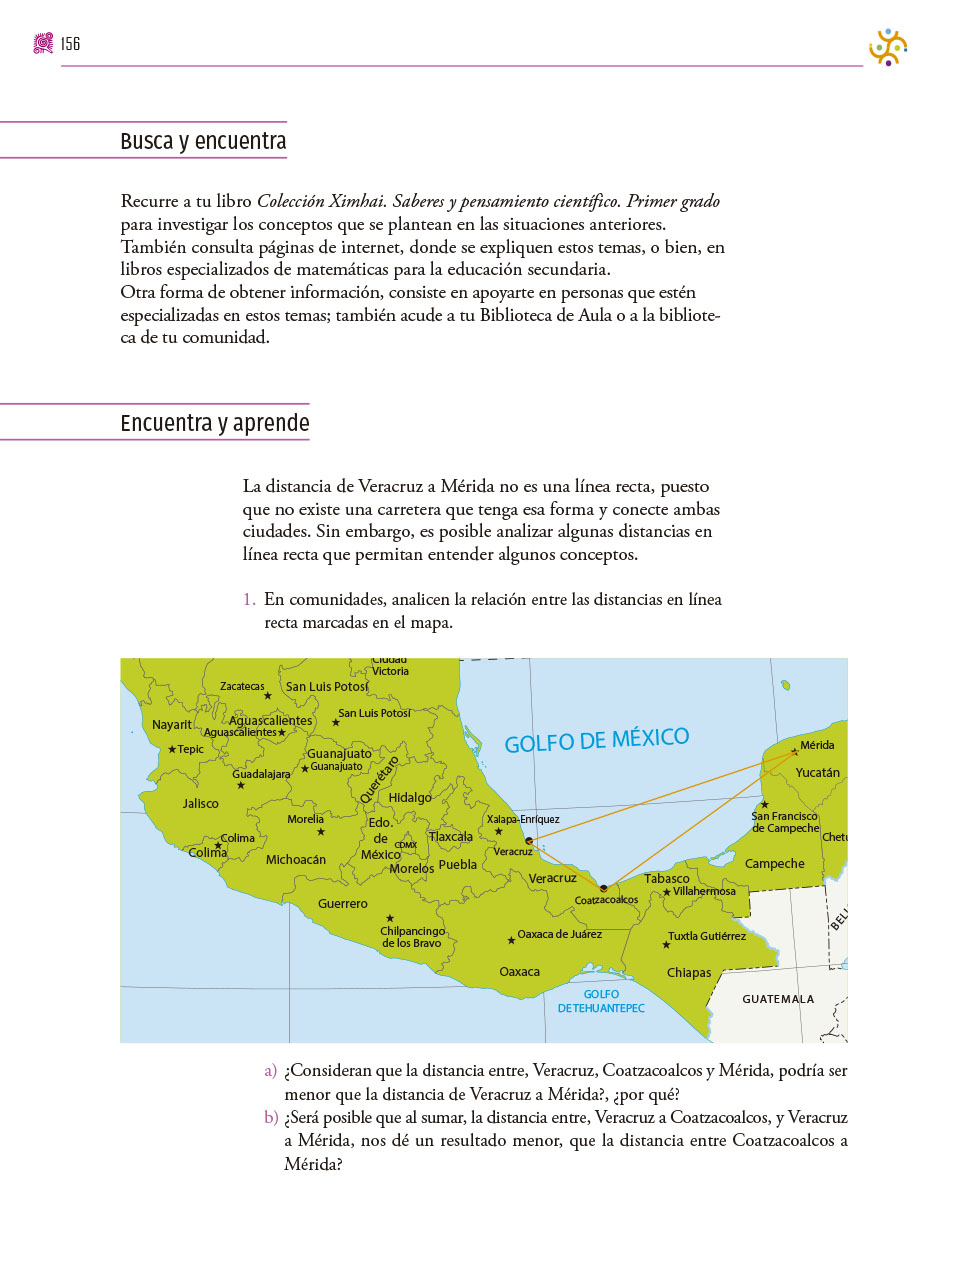 156
Busca y encuentra
Recurre a tu libro Colección Ximhai. Saberes y pensamiento científico. Primer grado
para investigar los conceptos que se plantean en las situaciones anteriores.
También consulta páginas de internet, donde se expliquen estos temas, o bien, en
libros especializados de matemáticas para la educación secundaria.
Otra forma de obtener información, consiste en apoyarte en personas que estén
especializadas en estos temas; también acude a tu Biblioteca de Aula o a la bibliote-
ca de tu comunidad.
Encuentra y aprende
La distancia de Veracruz a Mérida no es una línea recta, puesto
que no existe una carretera que tenga esa forma y conecte ambas
ciudades. Sin embargo, es posible analizar algunas distancias en
línea recta que permitan entender algunos conceptos.
1. En comunidades, analicen la relación entre las distancias en línea
recta marcadas en el mapa.
Ciudad
Victoria
Zacatecas
San Luis Potosí
San Luis Potosí
Nayarit
Aguascalientes
Aguascalientes
Tepic
GOLFO DE MÉXICO
Mérida
Yucatán
Guanajuato
Guanajuato
Guadalajara
Querétaro
Hidalgo
Jalisco
Morelia
Xalapa-Enríquez
San Francisco
de Campeche
Chetu
Colima
Colima
Edo.
de
México
CDMX
Tlaxcala
Michoacán
Morelos
Puebla
Veracruz
Veracruz
Campeche
Tabasco
Villahermosa
Coatzacoalcos
Guerrero
Chilpancingo
de los Bravo
Oaxaca de Juárez
Tuxtla Gutiérrez
BELI
Oaxaca
Chiapas
GOLFO
DE TEHUANTEPEC
GUATEMALA
a) ¿Consideran que la distancia entre, Veracruz, Coatzacoalcos y Mérida, podría ser
menor que la distancia de Veracruz a Mérida?, ¿por qué?
b) ¿Será posible que al sumar, la distancia entre, Veracruz a Coatzacoalcos, y Veracruz
a Mérida, nos dé un resultado menor, que la distancia entre Coatzacoalcos a
Mérida?